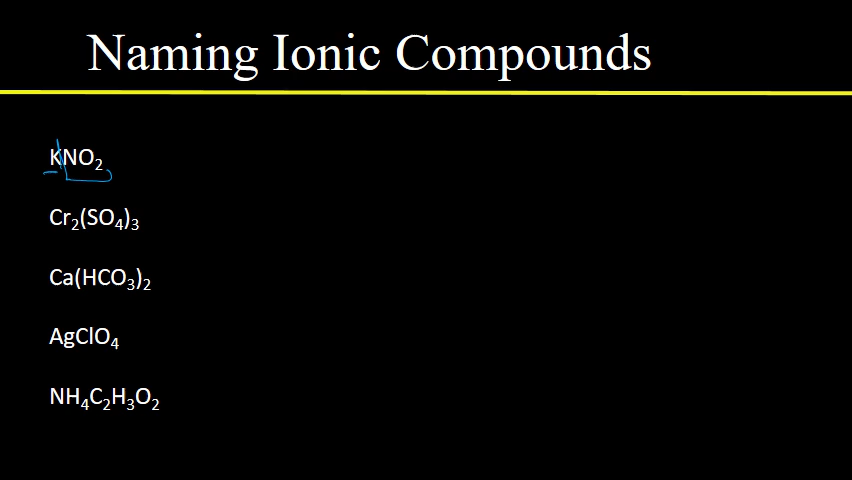 Naming Ionic Compounds
KNO₂
Cr₂(SO₄)₃
Ca(HCO₃)₂
AgClO₄
NH₄C₂H₃O₂